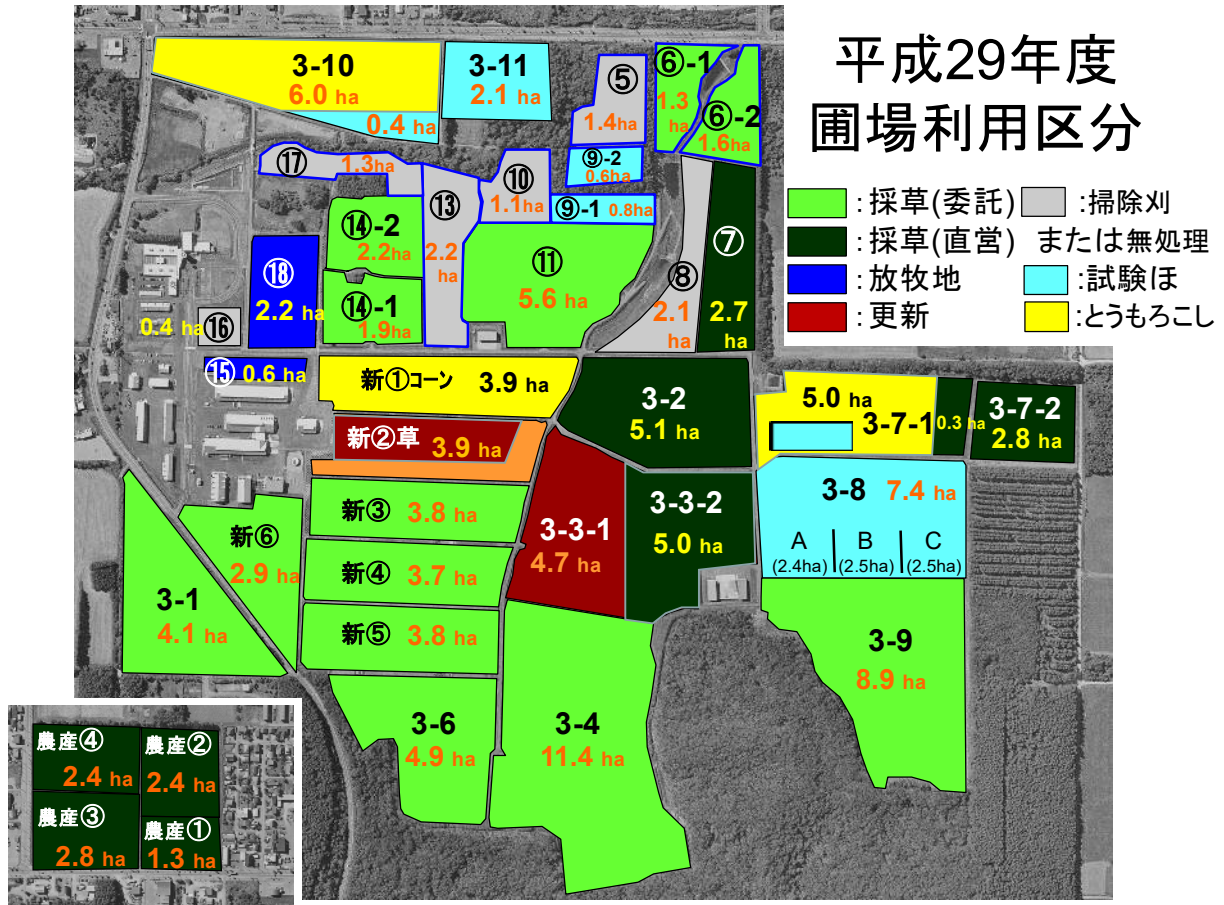 平成29年度
圃場利用区分
:採草(委託)
:掃除刈
または無処理
:採草(直営)
:放牧地
:試験ほ
:更新
:とうもろこし
3-10
6.0 ha
0.4 ha
3-11
2.1 ha
⑤
1.4ha
⑥-1
1.3
ha
⑥-2
1.6ha
⑰
1.3ha
⑬
2.2
ha
⑩
1.1ha
⑨-2
0.6ha
⑨-1 0.8ha
⑭-2
2.2ha
⑭-1
1.9ha
⑪
5.6 ha
⑧
2.1
ha
⑦
2.7
ha
⑱
2.2 ha
0.4 ha
⑯
⑮ 0.6 ha
新①コーン 3.9 ha
新②草 3.9 ha
新③ 3.8 ha
新④ 3.7 ha
新⑤ 3.8 ha
新⑥
2.9 ha
3-1
4.1 ha
3-2
5.1 ha
3-3-1
4.7 ha
3-3-2
5.0 ha
5.0 ha
3-7-1
0.3 ha
3-7-2
2.8 ha
3-8 7.4 ha
A B C
(2.4ha) (2.5ha) (2.5ha)
3-9
8.9 ha
3-6
4.9 ha
3-4
11.4 ha
農産④
2.4 ha
農産②
2.4 ha
農産③
2.8 ha
農産①
1.3 ha